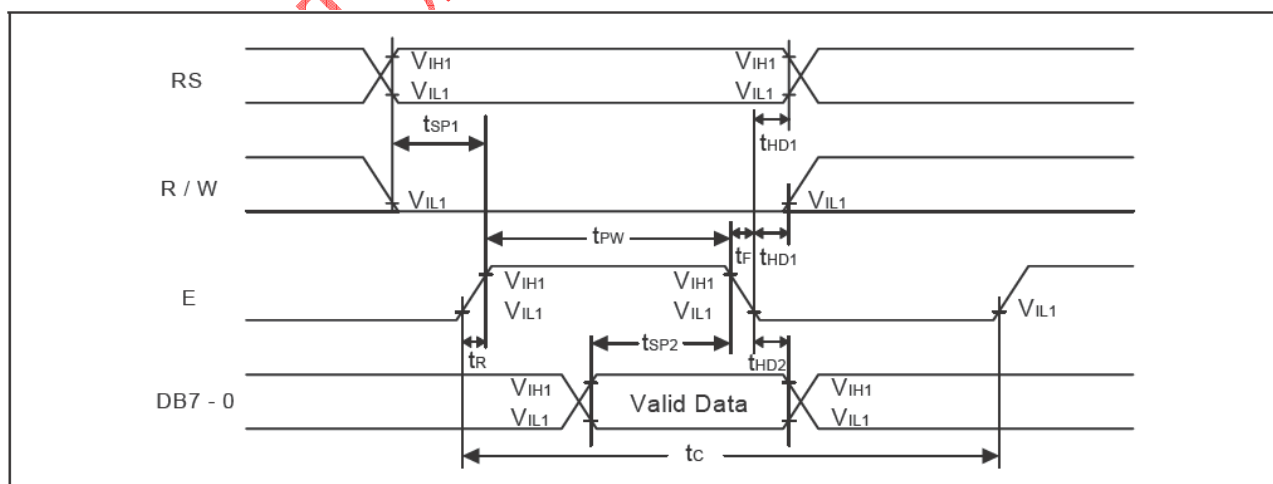 RS
VIH1 VIH1
VIL1 VIL1
tSP1
tHD1
R / W
VIL1 VIL1
tPW tF tHD1
E
VIH1 VIH1
VIL1 VIL1 VIL1
tR tSP2 tHD2
DB7 - 0
VIH1 Valid Data VIH1
VIL1 VIL1
tC